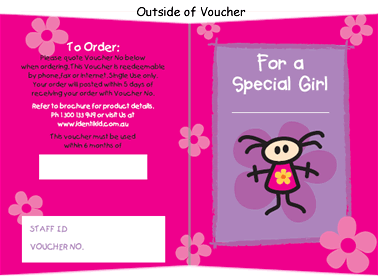 Outside of Voucher
To Order:
Please quote Voucher No below
when ordering. This Voucher is redeemable
by phone, fax or internet. Single use only.
Your order will posted within 5 days of
receiving your order with Voucher No.
Refer to brochure for product details.
Ph 1300 133 949 or visit us at
www.identikid.com.au
This voucher must be used
within 6 months of
STAFF I.D
VOUCHER NO.
For a
Special Girl